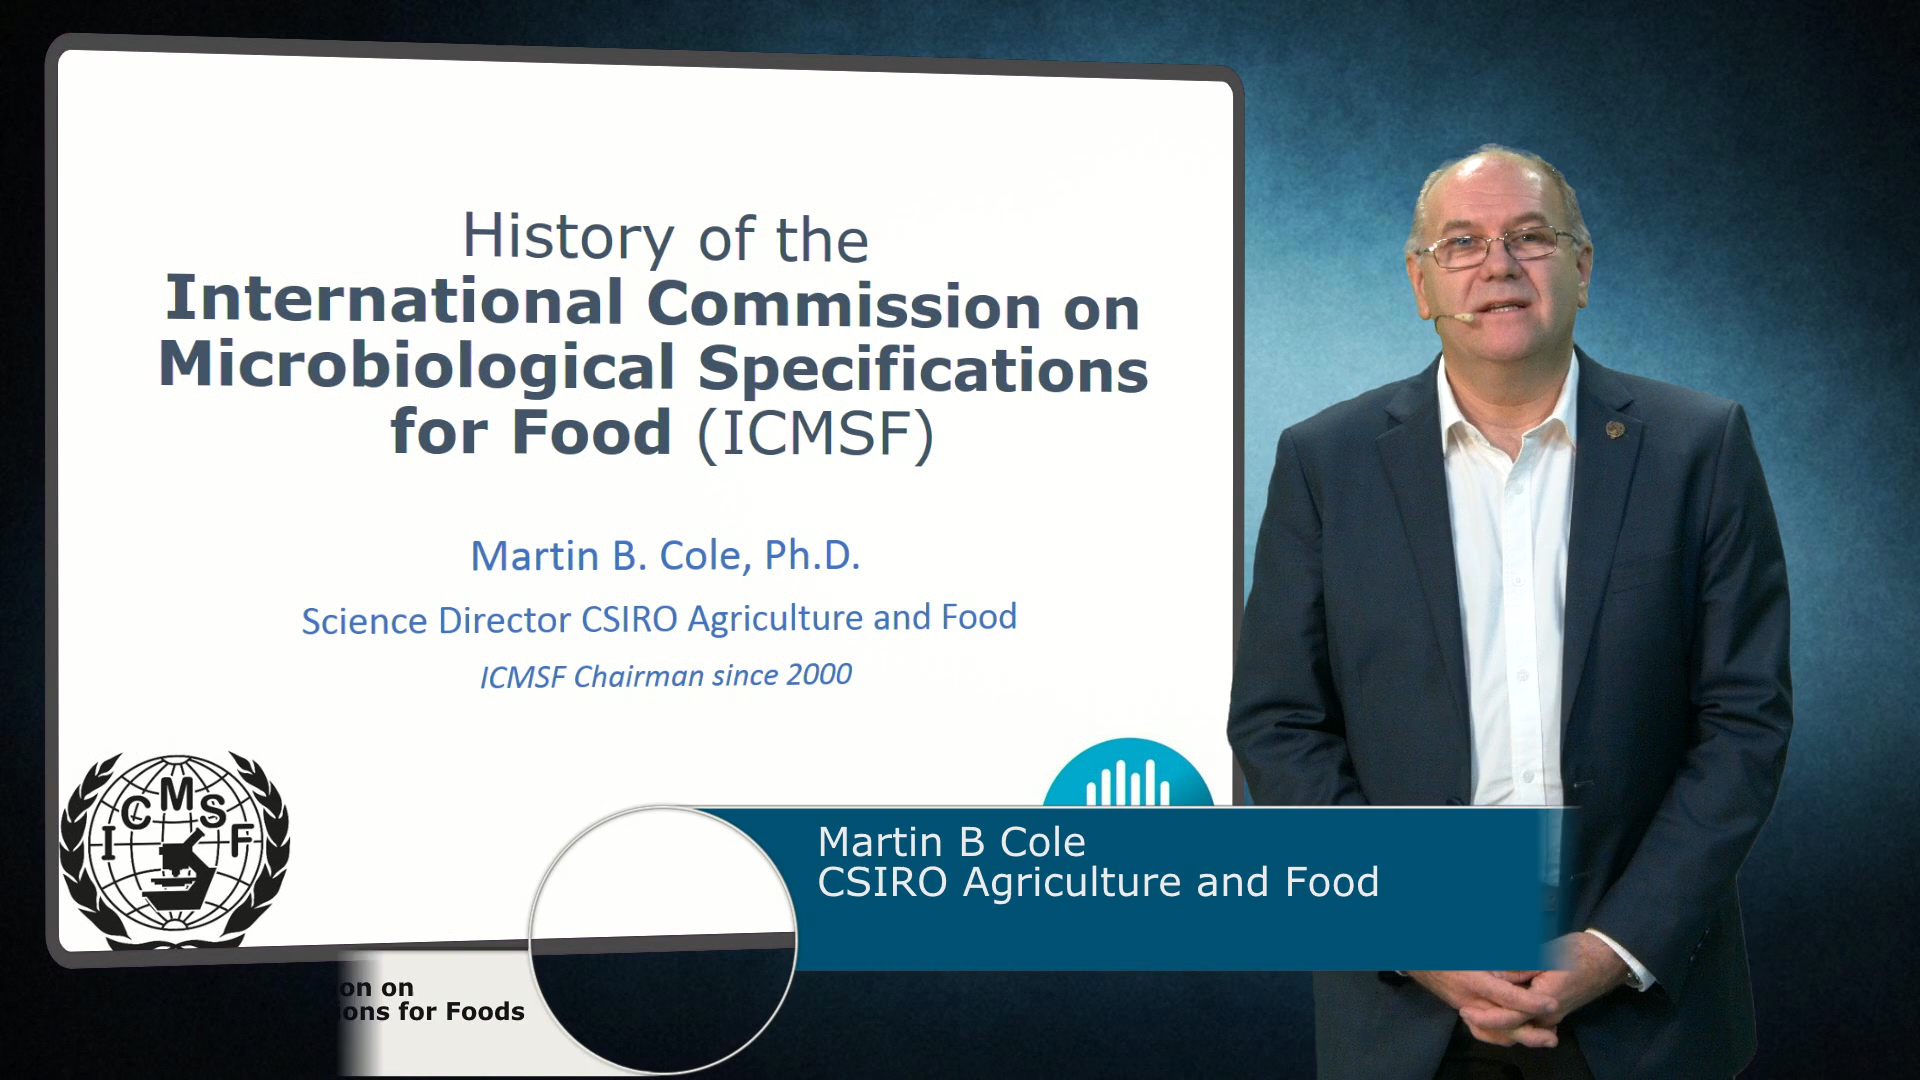 History of the
International Commission on
Microbiological Specifications
for Food (ICMSF)
Martin B. Cole, Ph.D.
Science Director CSIRO Agriculture and Food
ICMSF Chairman since 2000
ICMSF
Martin B Cole
CSIRO Agriculture and Food
on on
ions for Foods